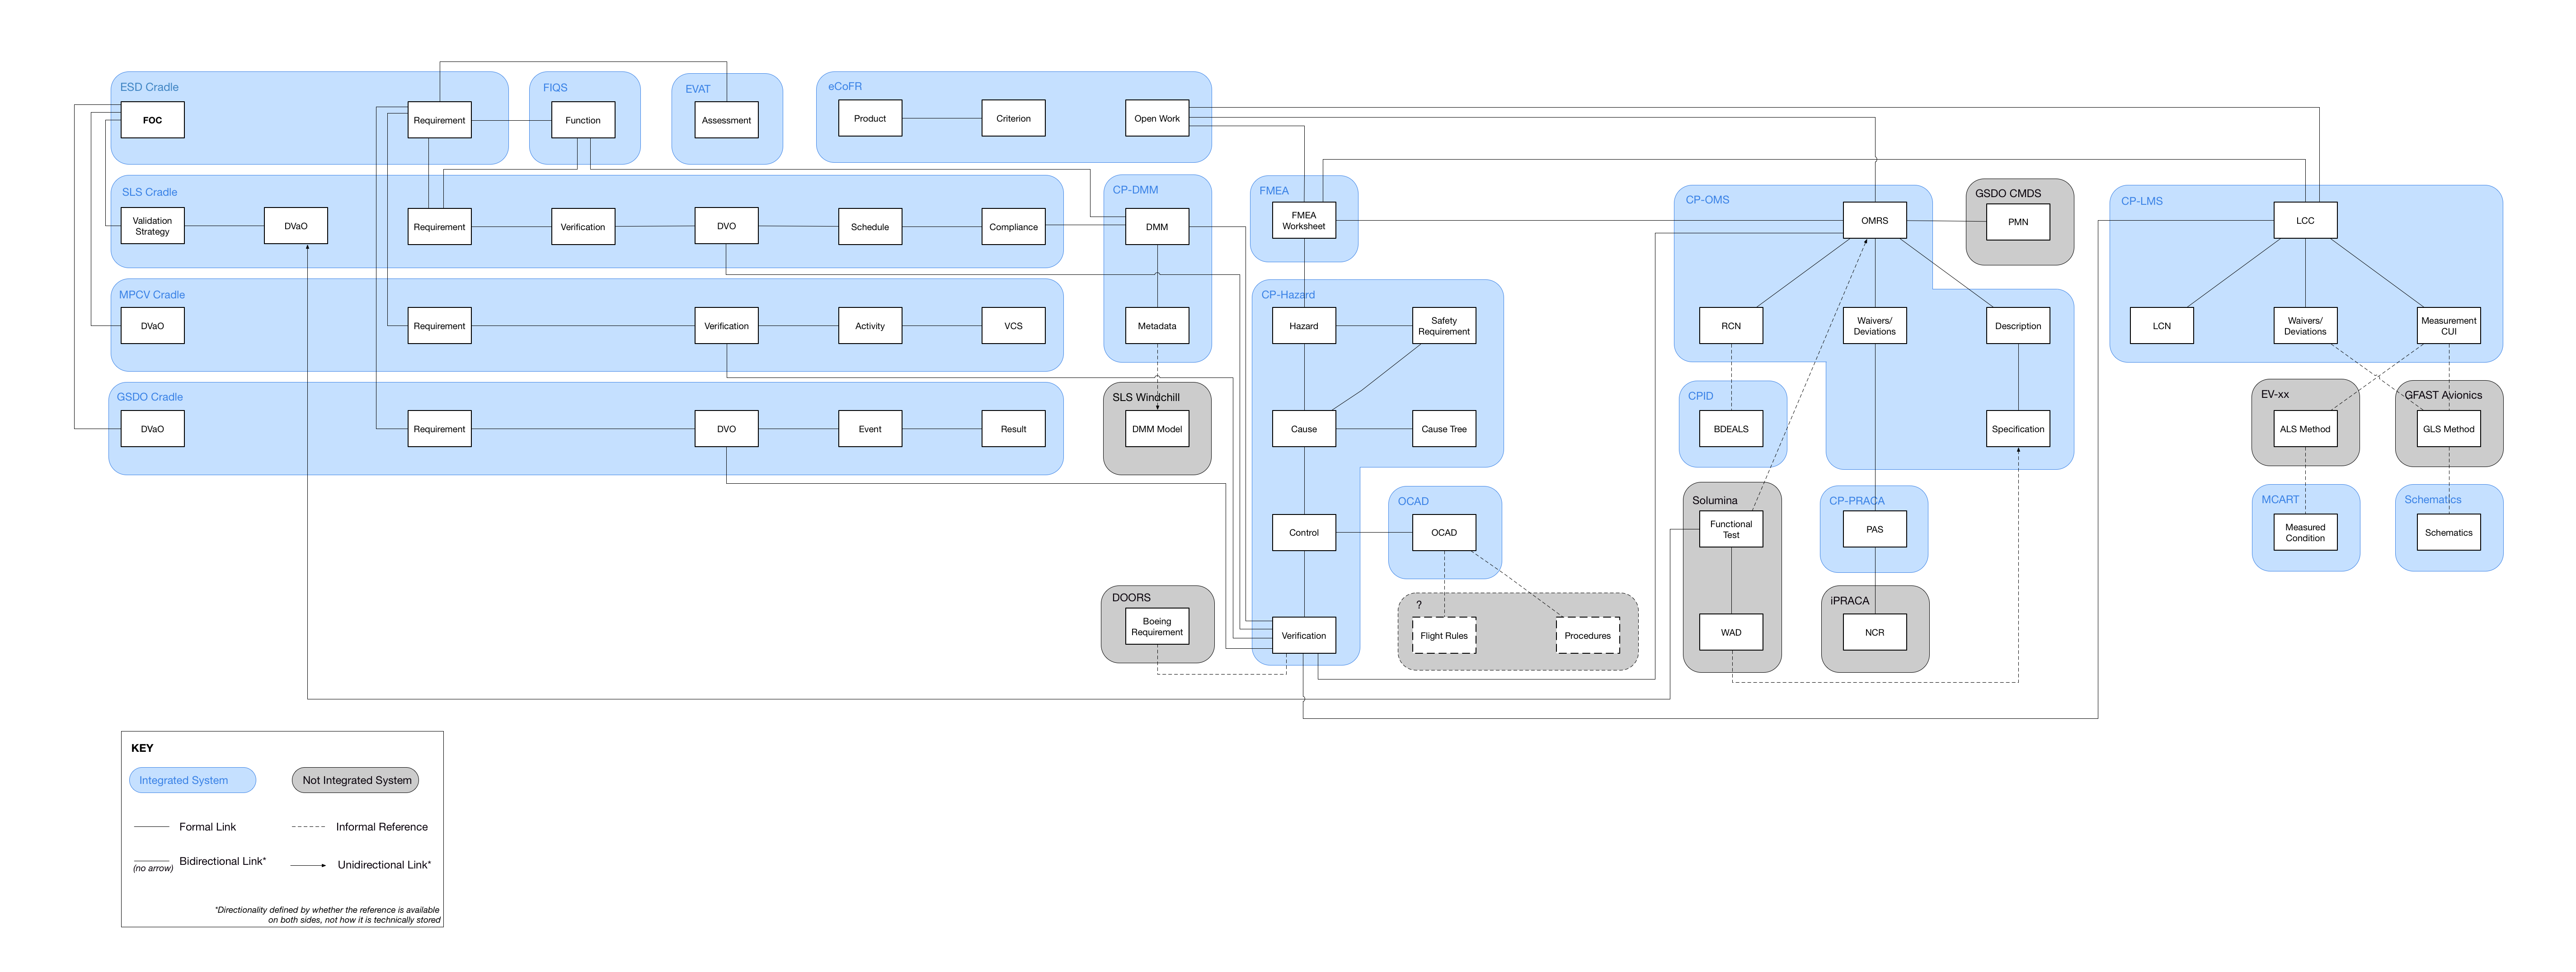 ESD Cradle
FOC
Requirement
FIQS
Function
EVAT
Assessment
eCoFR
Product
Criterion
Open Work
SLS Cradle
Validation
Strategy
DVaO
Requirement
Verification
DVO
Schedule
Compliance
CP-DMM
DMM
Metadata
FMEA
FMEA
Worksheet
CP-OMS
OMRS
RCN
Waivers/
Deviations
Description
Specification
GSDO CMDS
PMN
CP-LMS
LCC
LCN
Waivers/
Deviations
Measurement
CUI
MPCV Cradle
DVaO
Requirement
Verification
Activity
VCS
CP-Hazard
Hazard
Safety
Requirement
Cause
Cause Tree
Control
Verification
GSDO Cradle
DVaO
Requirement
DVO
Event
Result
SLS Windchill
DMM Model
CPID
BDEALS
EV-xx
ALS Method
GFAST Avionics
GLS Method
OCAD
OCAD
Solumina
Functional
Test
WAD
CP-PRACA
PAS
MCART
Measured
Condition
Schematics
Schematics
DOORS
Boeing
Requirement
?
Flight Rules
Procedures
iPRACA
NCR
KEY
Integrated System
Not Integrated System
Formal Link
Informal Reference
(no arrow)
Bidirectional Link*
Unidirectional Link*
*Directionality defined by whether the reference is available
on both sides, not how it is technically stored